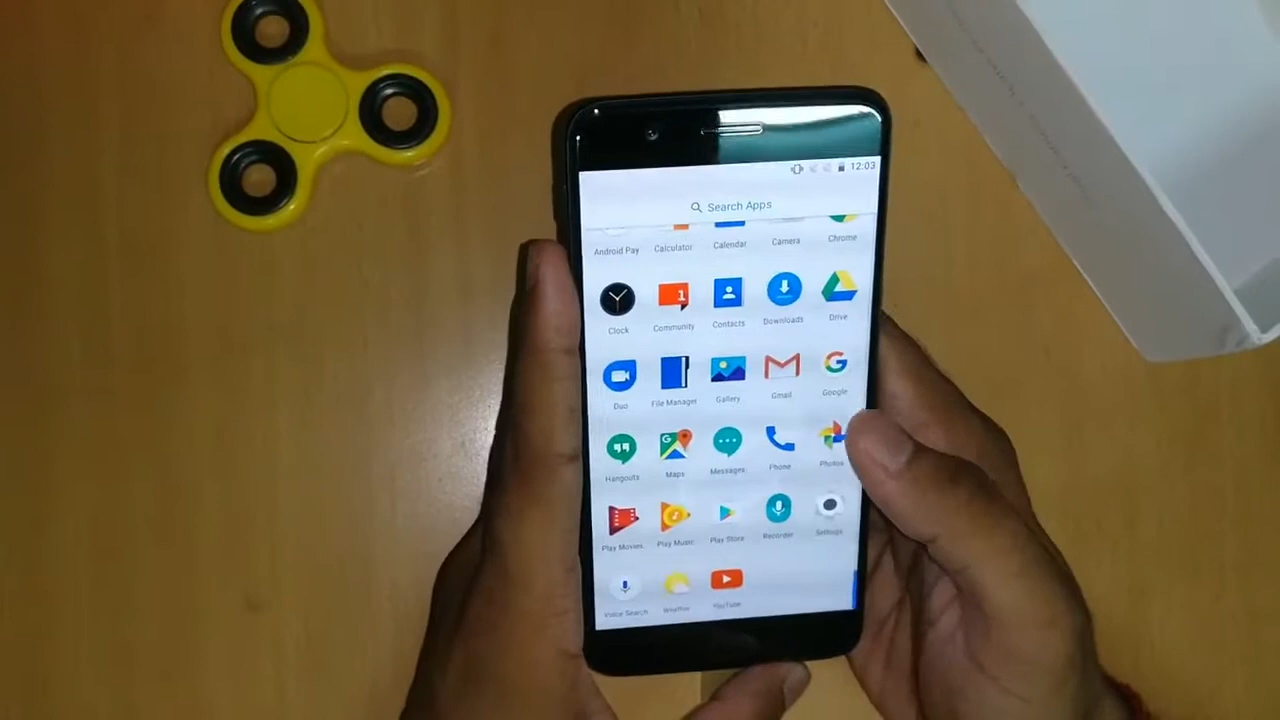 12:03
Search Apps
Android Pay Calculator Calendar Camera Chrome
Clock Community Contacts Downloads Drive
1
Duo File Manager Gallery Gmail Google
Hangouts Maps Messages Phone Photos
Play Movies Play Music Play Store Recorder Settings
Voice Search Weather YouTube